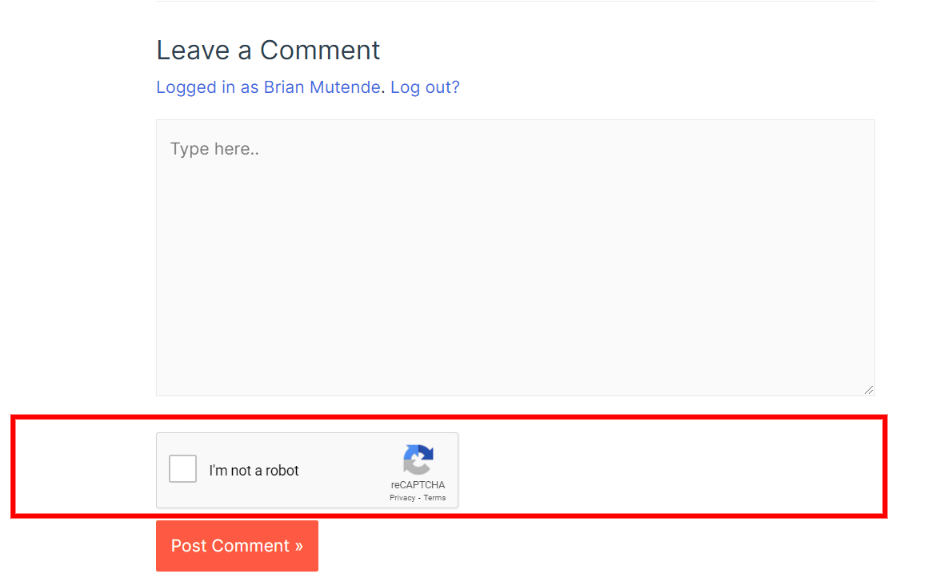 Leave a Comment
Logged in as Brian Mutende. Log out?
Type here..
I'm not a robot
reCAPTCHA
Privacy - Terms
Post Comment »